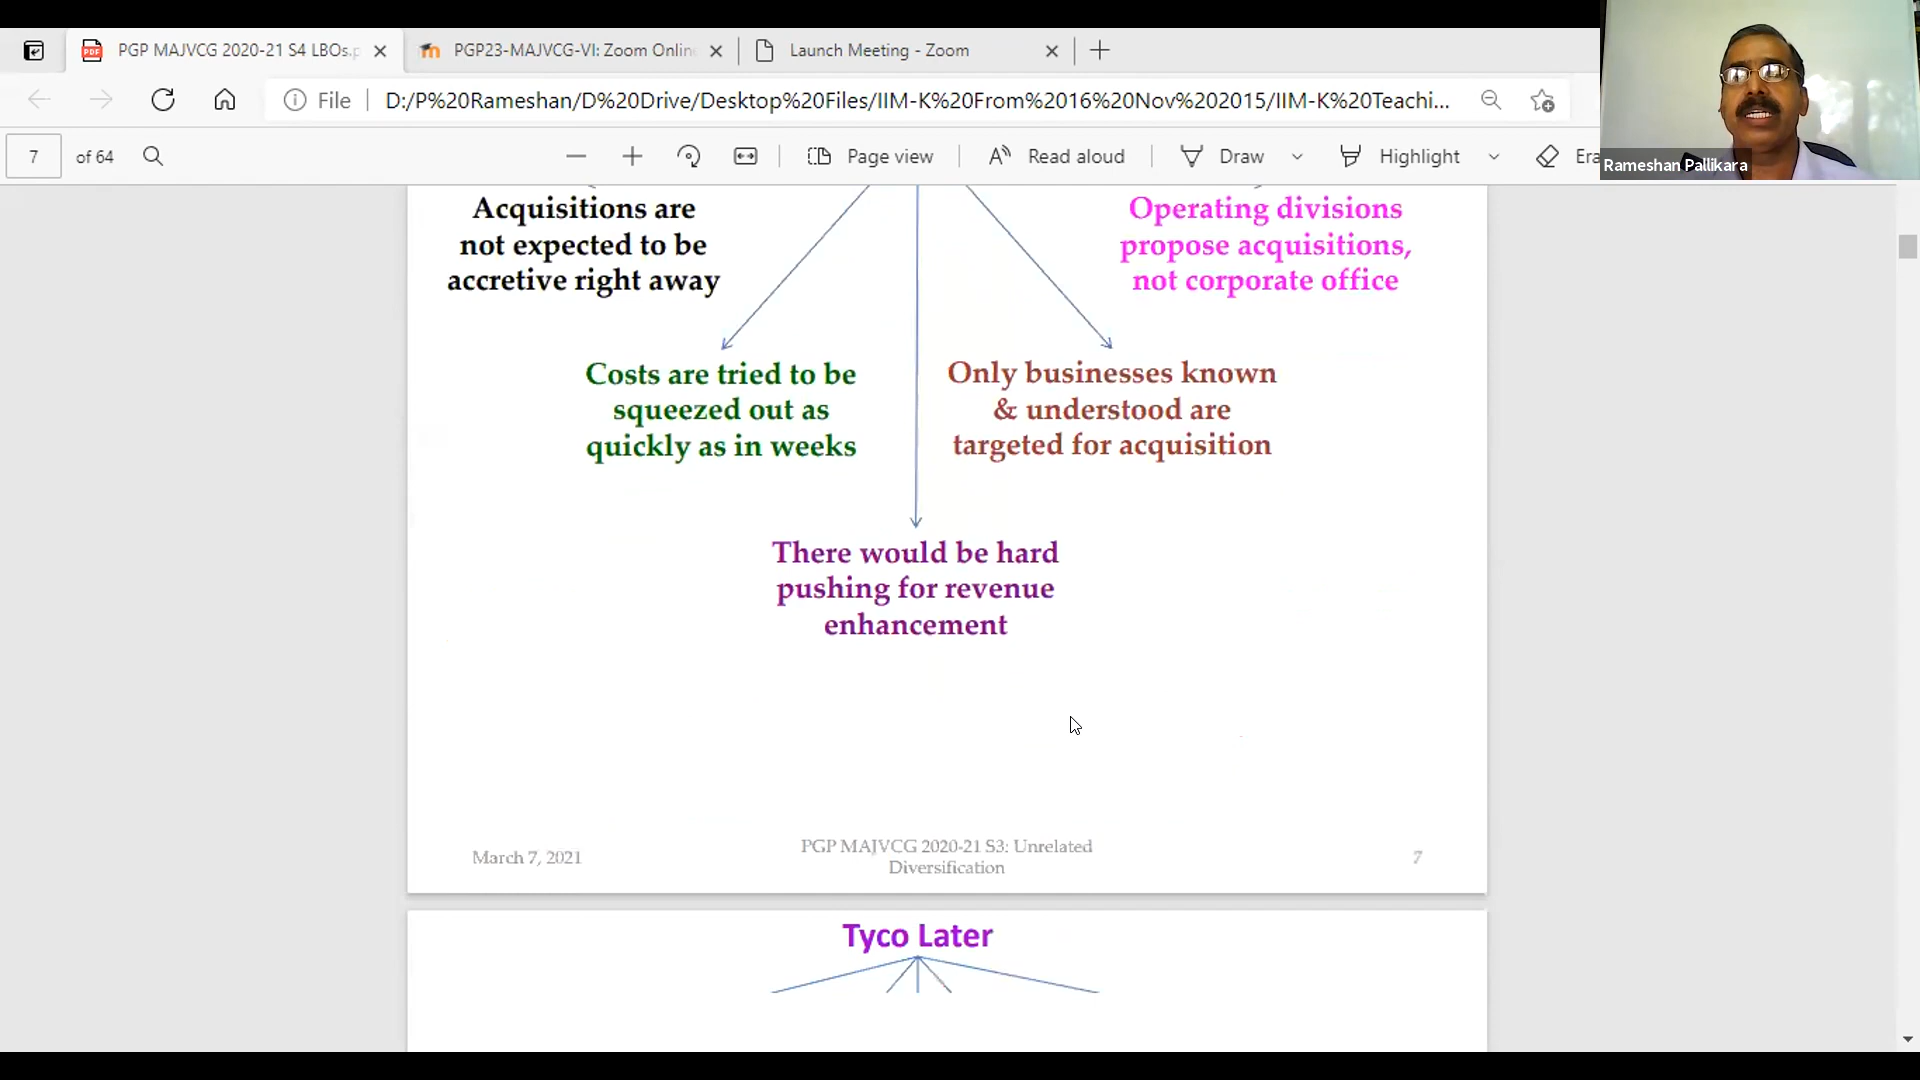 PGP MAJVCG 2020-21 S4 LBOs.p
PGP23-MAJVCG-VI: Zoom Onlin
Launch Meeting - Zoom
File
D:/P%20Rameshan/D%20Drive/Desktop%20Files/IIM-K%20From%2016%20Nov%202015/IIM-K%20Teachi...
7
of 64
Page view
Read aloud
Draw
Highlight
Era
Rameshan Pallikara
Acquisitions are
not expected to be
accretive right away
Operating divisions
propose acquisitions,
not corporate office
Costs are tried to be
squeezed out as
quickly as in weeks
Only businesses known
& understood are
targeted for acquisition
There would be hard
pushing for revenue
enhancement
March 7, 2021
PGP MAJVCG 2020-21 S3: Unrelated
Diversification
7
Tyco Later